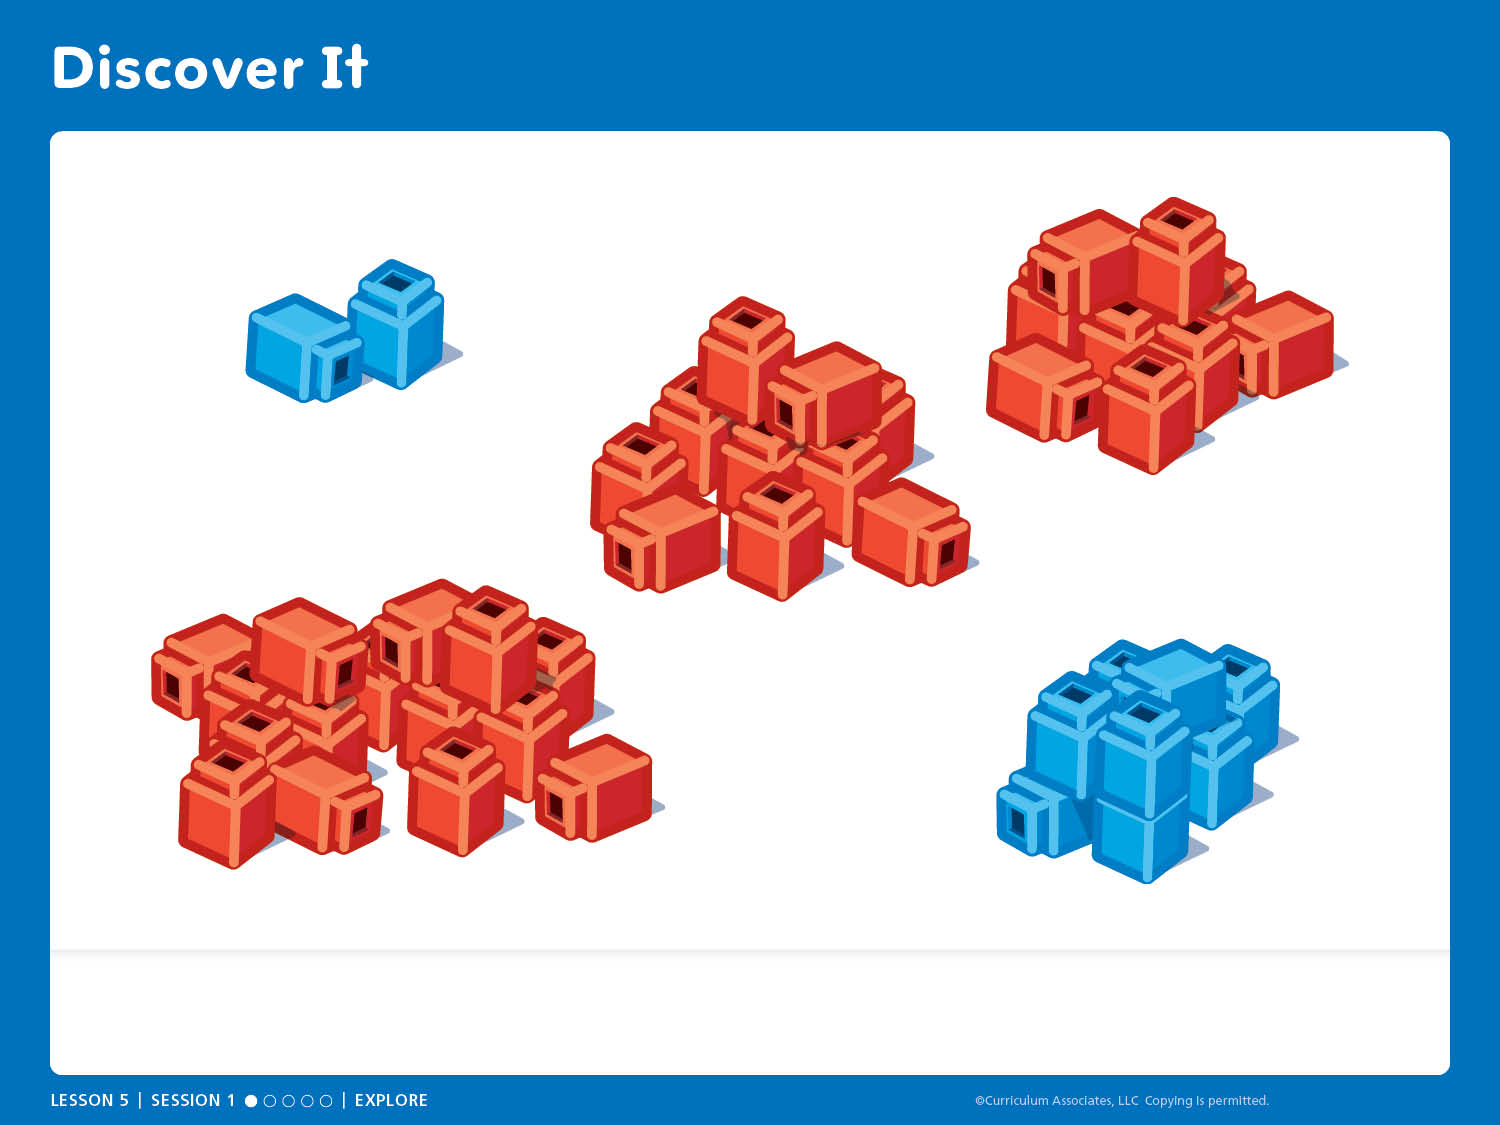 Discover It
LESSON 5 | SESSION 1 ●○○○○ | EXPLORE
©Curriculum Associates, LLC Copying is permitted.